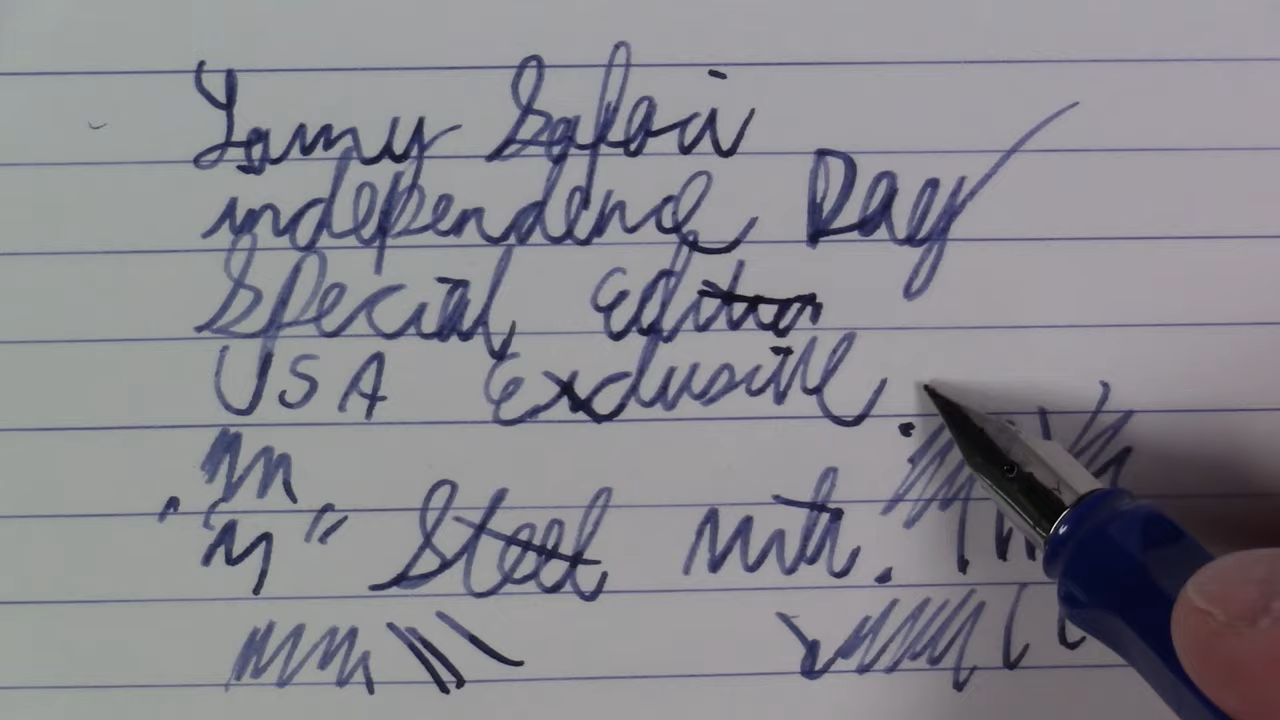 Lamy Safari
independence Day
Special Edition
USA Exclusive
m
"M" Steel nib.